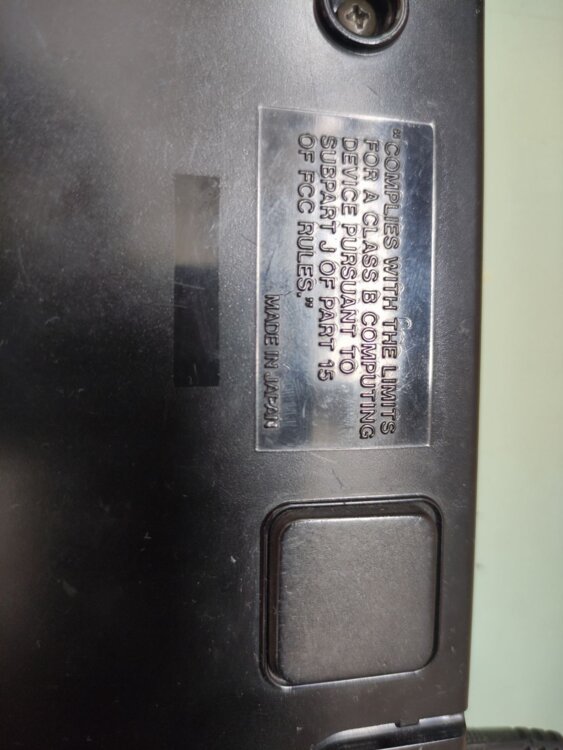 "COMPLIES WITH THE LIMITS
FOR A CLASS B COMPUTING
DEVICE PURSUANT TO
SUBPART J OF PART 15
OF FCC RULES."
MADE IN JAPAN